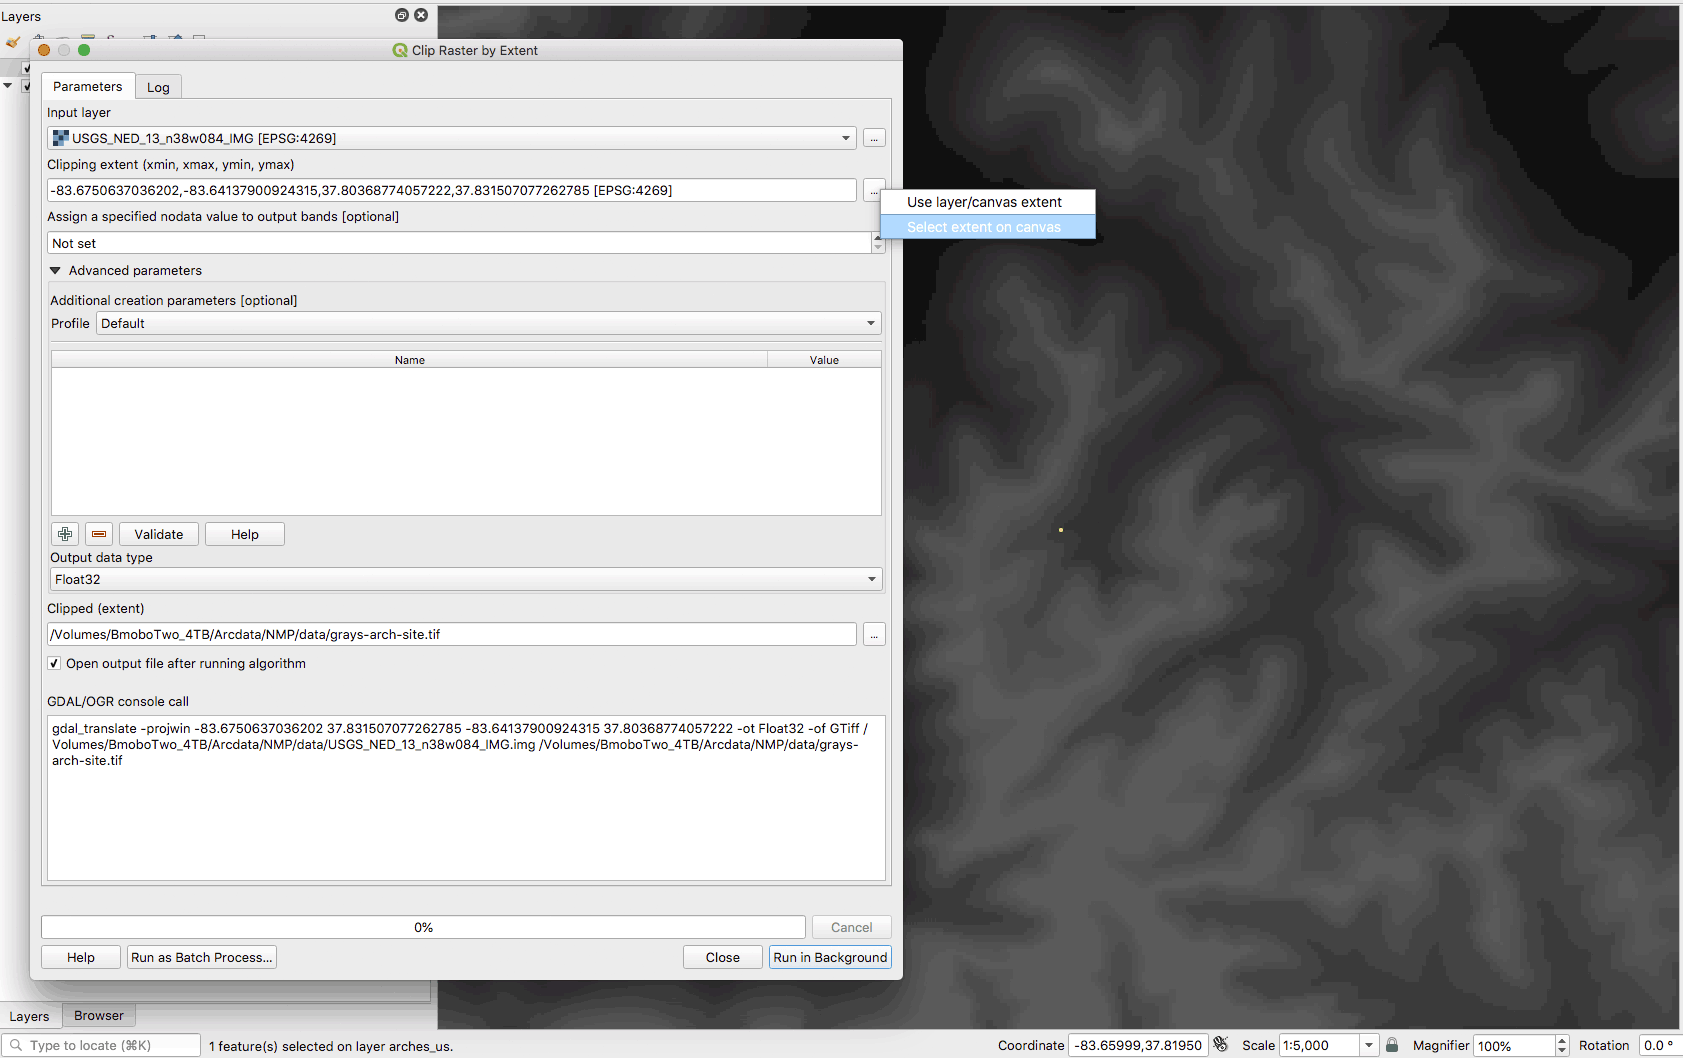 Layers
Clip Raster by Extent
Parameters
Log
Input layer
USGS_NED_13_n38w084_IMG [EPSG:4269]
...
Clipping extent (xmin, xmax, ymin, ymax)
-83.6750637036202,-83.64137900924315,37.80368774057222,37.831507077262785 [EPSG:4269]
...
Use layer/canvas extent
Select extent on canvas
Assign a specified nodata value to output bands [optional]
Not set
Advanced parameters
Additional creation parameters [optional]
Profile Default
Name Value
Validate Help
Output data type
Float32
Clipped (extent)
/Volumes/BmoboTwo_4TB/Arcdata/NMP/data/grays-arch-site.tif
...
Open output file after running algorithm
GDAL/OGR console call
gdal_translate -projwin -83.6750637036202 37.831507077262785 -83.64137900924315 37.80368774057222 -ot Float32 -of GTiff /
Volumes/BmoboTwo_4TB/Arcdata/NMP/data/USGS_NED_13_n38w084_IMG.img /Volumes/BmoboTwo_4TB/Arcdata/NMP/data/grays-
arch-site.tif
0%
Cancel
Help Run as Batch Process... Close Run in Background
Layers Browser
Type to locate (⌘K) 1 feature(s) selected on layer arches_us. Coordinate -83.65999,37.81950 Scale 1:5,000 Magnifier 100% Rotation 0.0 °